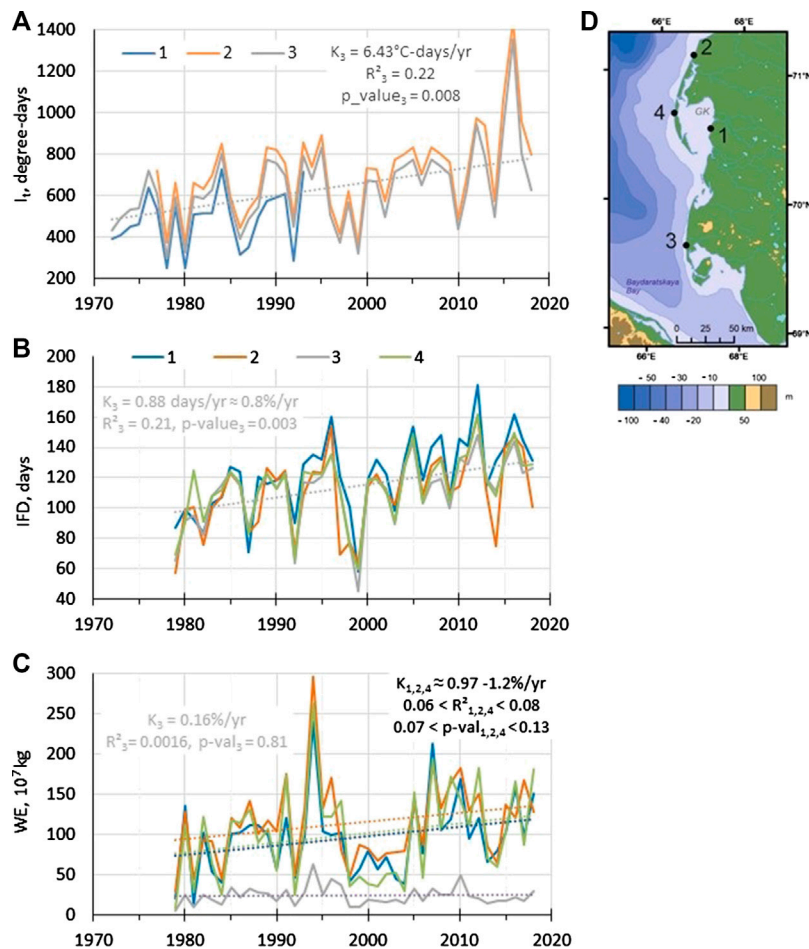 A
1400
1200
1000
800
600
400
200
It, degree-days
1 2 3
K3 = 6.43°C-days/yr
R²3 = 0.22
p_value3 = 0.008
1970 1980 1990 2000 2010 2020
B
200
180
160
140
120
100
80
60
40
IFD, days
1 2 3 4
K3 = 0.88 days/yr ≈ 0.8%/yr
R²3 = 0.21, p-value3 = 0.003
1970 1980 1990 2000 2010 2020
C
300
250
200
150
100
50
0
WE, 10⁷kg
K3 = 0.16%/yr
R²3= 0.0016, p-val3 = 0.81
K1,2,4 ≈ 0.97 -1.2%/yr
0.06 < R²1,2,4 < 0.08
0.07 < p-val1,2,4 < 0.13
1970 1980 1990 2000 2010 2020
D
66°E 68°E
2
71°N
4 GK
1
70°N
3
Baydaratskaya
Bay
0 25 50 km
69°N
66°E 68°E
-50 -30 -10 100 m
-100 -40 -20 50